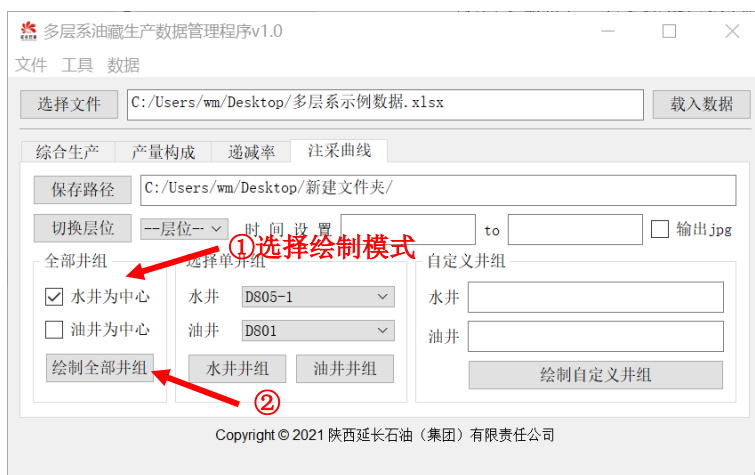 多层系油藏生产数据管理程序v1.0
文件 工具 数据
选择文件 C:/Users/wm/Desktop/多层系示例数据.xlsx 载入数据
综合生产 产量构成 递减率 注采曲线
保存路径 C:/Users/wm/Desktop/新建文件夹/
切换层位 --层位-- 时间设置 to 输出jpg
①选择绘制模式
全部井组 选择单井组 自定义井组
水井为中心 水井 D805-1 水井
油井为中心 油井 D801 油井
绘制全部井组 水井井组 油井井组 绘制自定义井组
②
Copyright © 2021 陕西延长石油（集团）有限责任公司